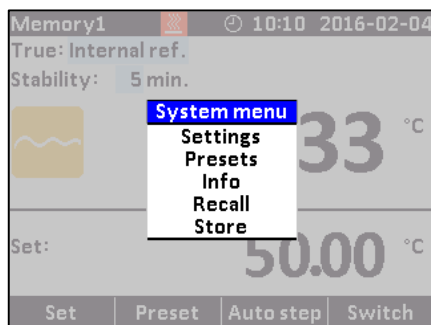 Memory1 10:10 2016-02-04
True: Internal ref.
Stability: 5 min.
System menu
Settings
Presets
Info
Recall
Store
33 °C
Set: 50.00 °C
Set Preset Auto step Switch